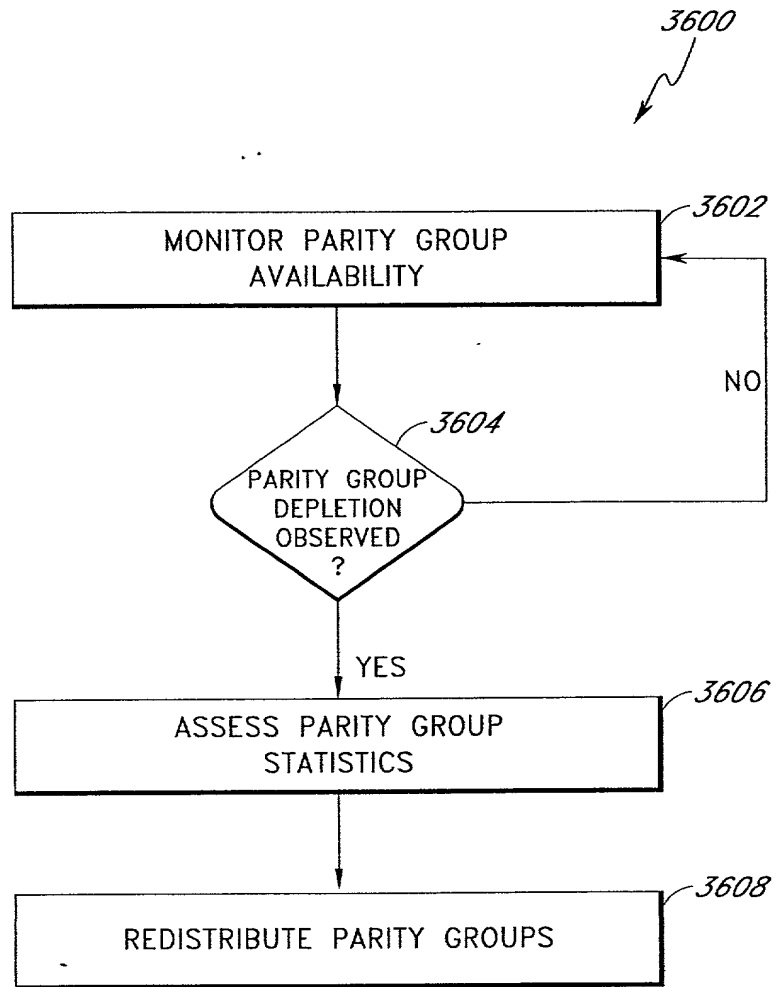 3600
3602
MONITOR PARITY GROUP
AVAILABILITY
NO
3604
PARITY GROUP
DEPLETION
OBSERVED
?
YES
3606
ASSESS PARITY GROUP
STATISTICS
3608
REDISTRIBUTE PARITY GROUPS